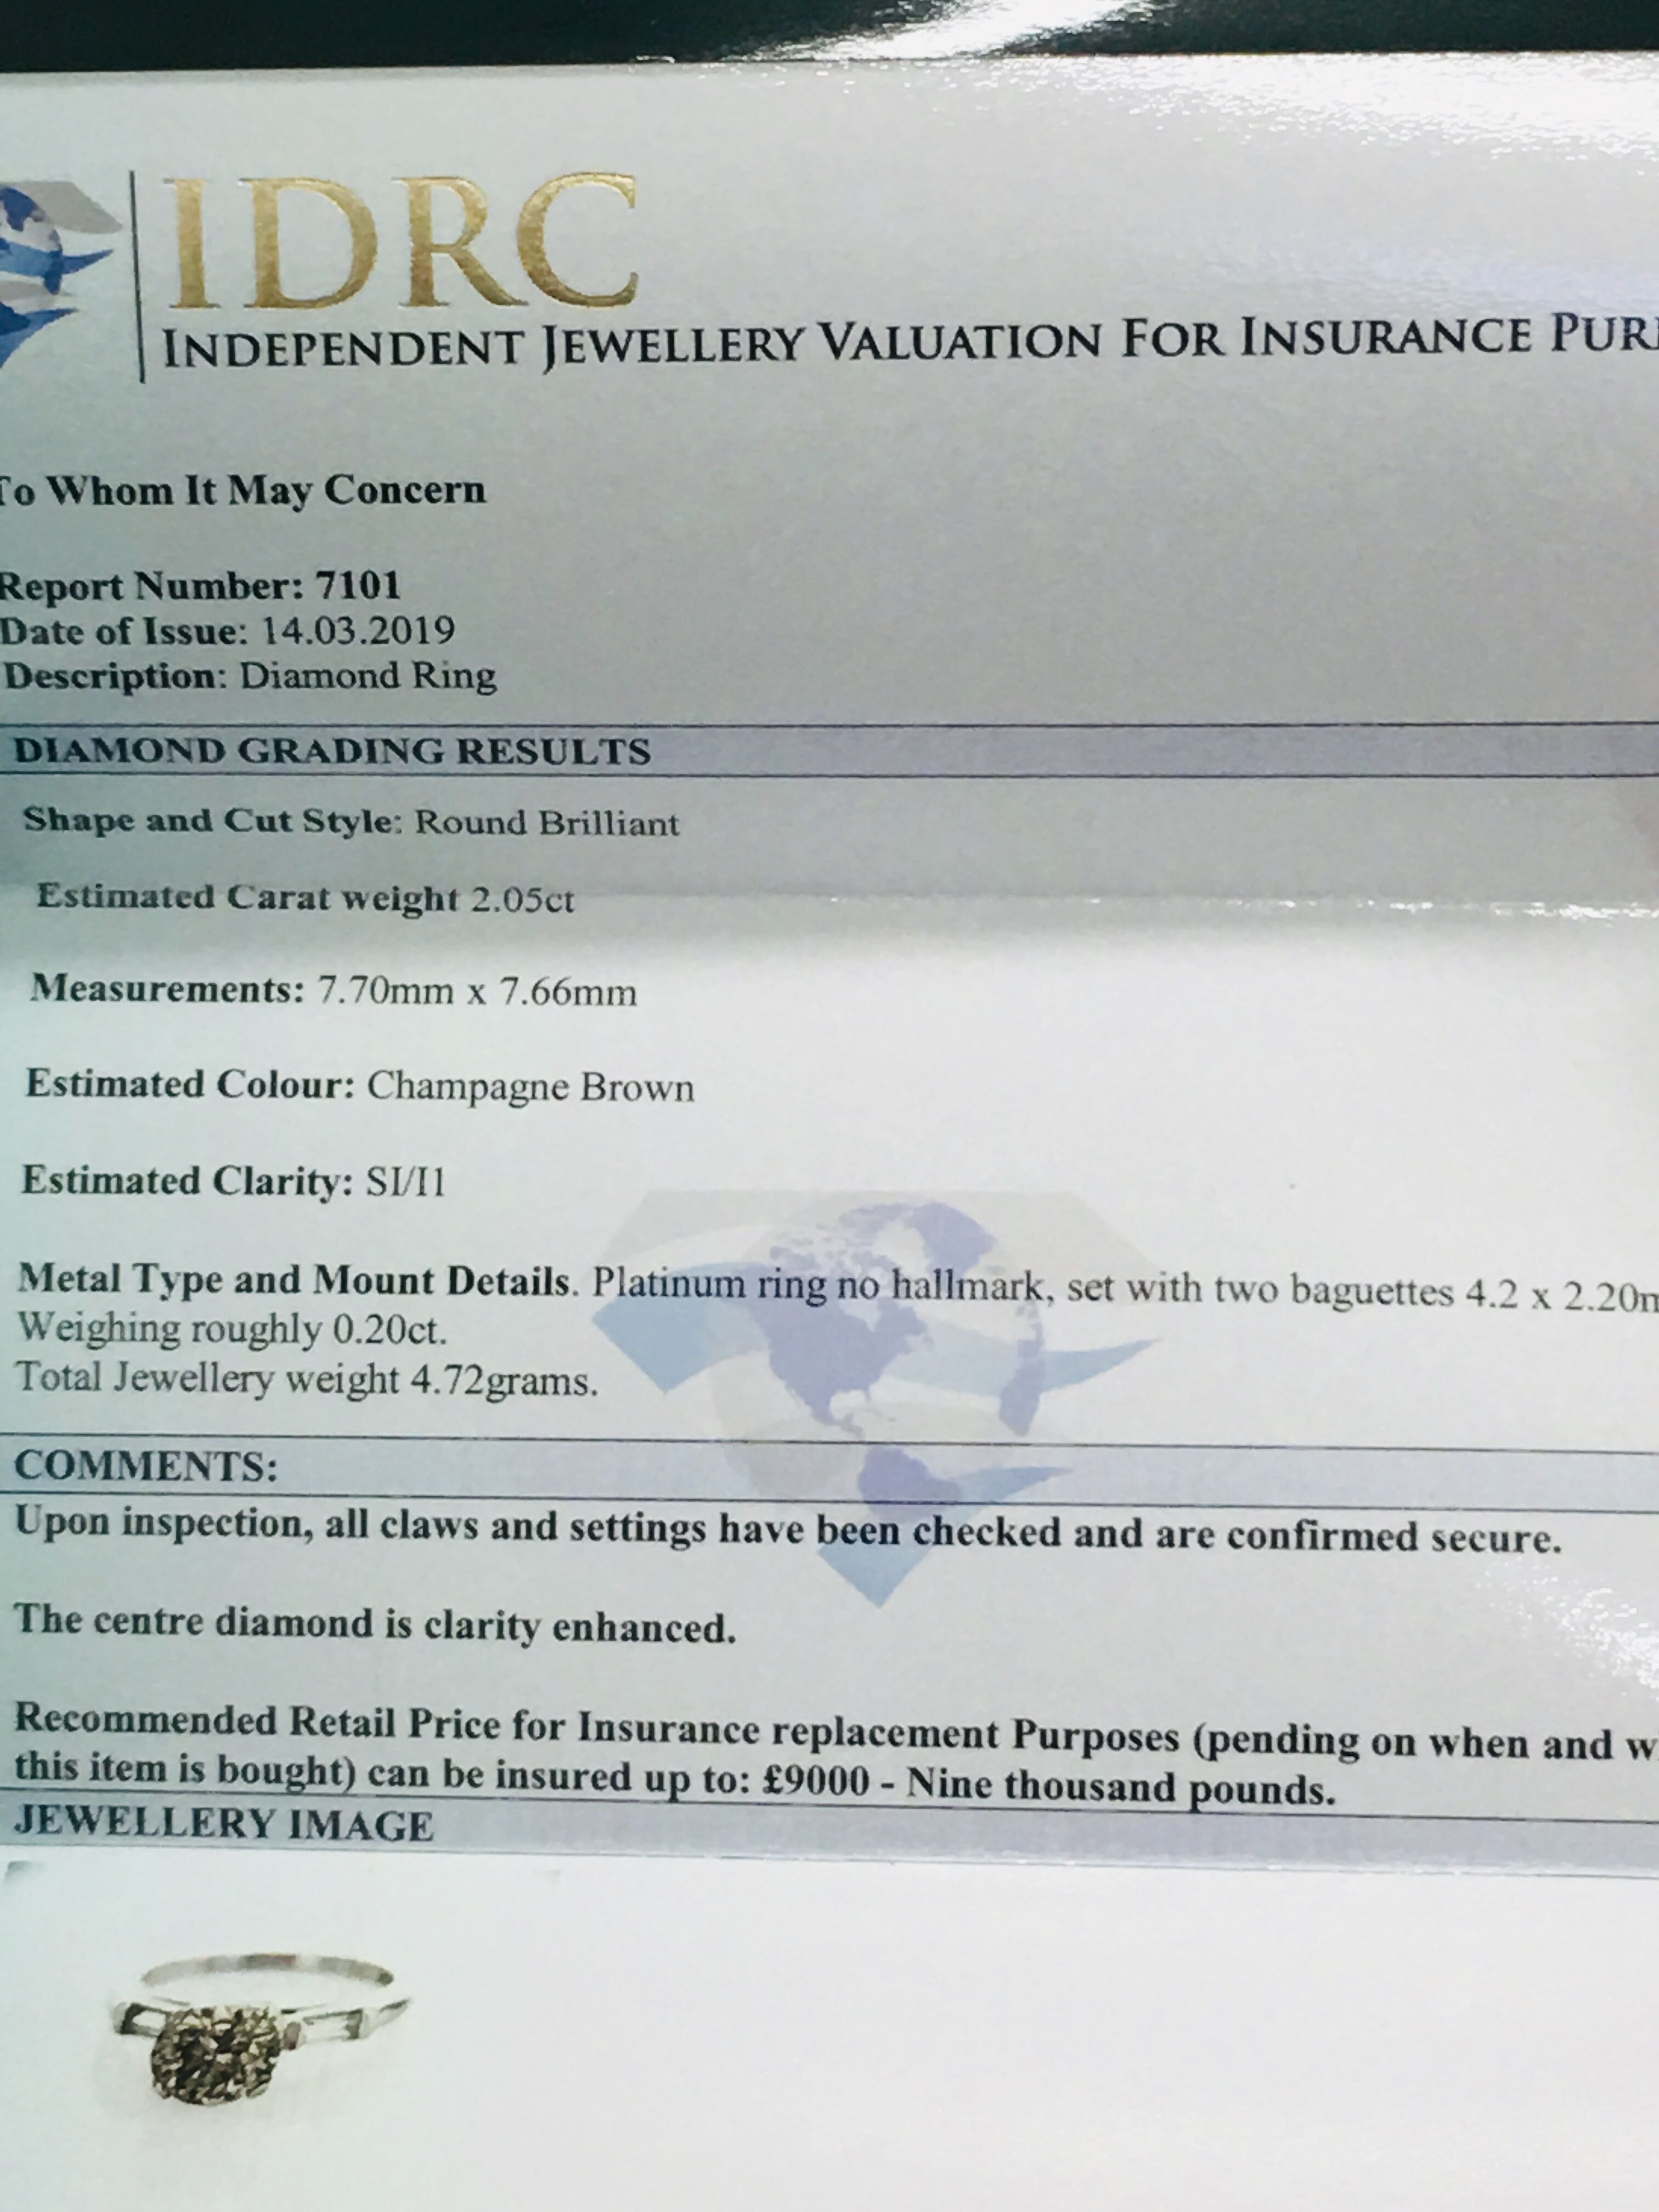 IDRC
INDEPENDENT JEWELLERY VALUATION FOR INSURANCE
To Whom It May Concern
Report Number: 7101
Date of Issue: 14.03.2019
Description: Diamond Ring
DIAMOND GRADING RESULTS
Shape and Cut Style: Round Brilliant
Estimated Carat weight 2.05ct
Measurements: 7.70mm x 7.66mm
Estimated Colour: Champagne Brown
Estimated Clarity: SI/I1
Metal Type and Mount Details. Platinum ring no hallmark, set with two baguettes 4.2 x
Weighing roughly 0.20ct.
Total Jewellery weight 4.72grams.
COMMENTS:
Upon inspection, all claws and settings have been checked and are confirmed secure.
The centre diamond is clarity enhanced.
Recommended Retail Price for Insurance replacement Purposes (pending on when and
this item is bought) can be insured up to: £9000 - Nine thousand pounds.
JEWELLERY IMAGE